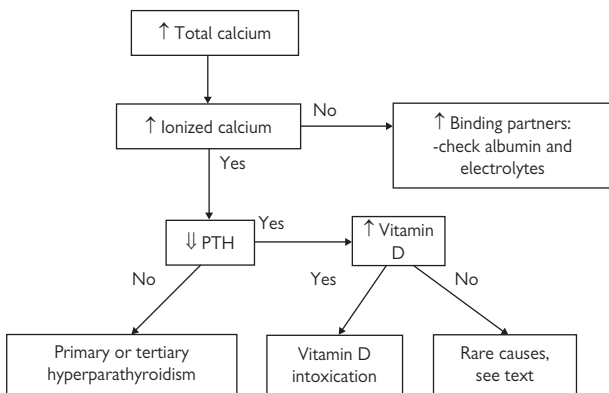 ↑ Total calcium
↑ Ionized calcium
No
↑ Binding partners:
-check albumin and
electrolytes
Yes
⇓ PTH
Yes
↑ Vitamin
D
No
Yes
No
Primary or tertiary
hyperparathyroidism
Vitamin D
intoxication
Rare causes,
see text